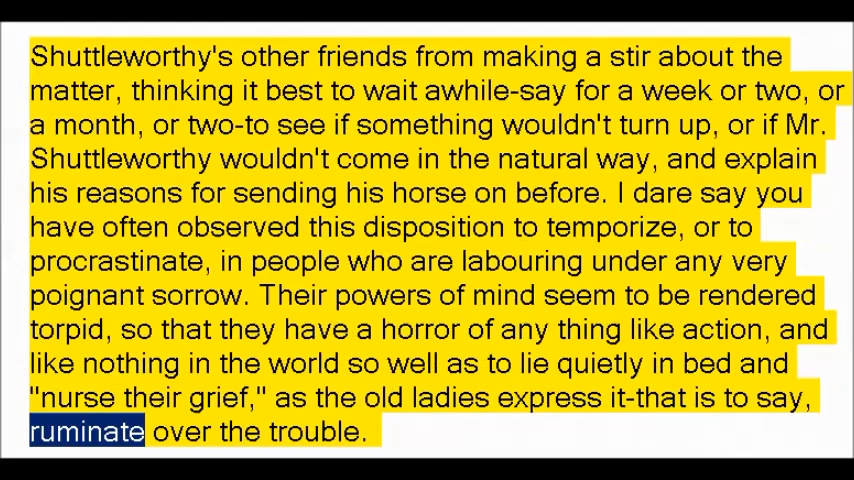 Shuttleworthy's other friends from making a stir about the
matter, thinking it best to wait awhile-say for a week or two, or
a month, or two-to see if something wouldn't turn up, or if Mr.
Shuttleworthy wouldn't come in the natural way, and explain
his reasons for sending his horse on before. I dare say you
have often observed this disposition to temporize, or to
procrastinate, in people who are labouring under any very
poignant sorrow. Their powers of mind seem to be rendered
torpid, so that they have a horror of any thing like action, and
like nothing in the world so well as to lie quietly in bed and
"nurse their grief," as the old ladies express it-that is to say,
ruminate over the trouble.